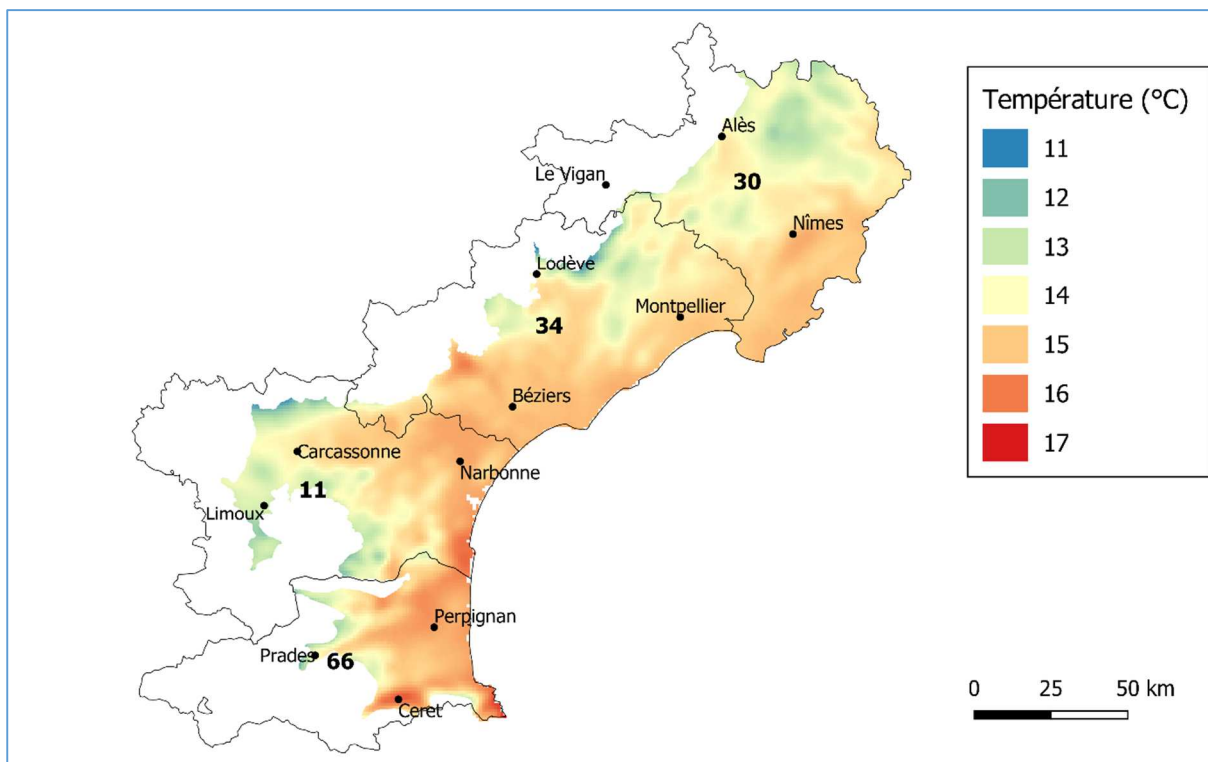 Température (°C)
11
12
13
14
15
16
17
Alès
Le Vigan
30
Nîmes
Lodève
Montpellier
34
Béziers
Carcassonne
Narbonne
11
Limoux
Perpignan
Prades
66
Ceret
0 25 50 km